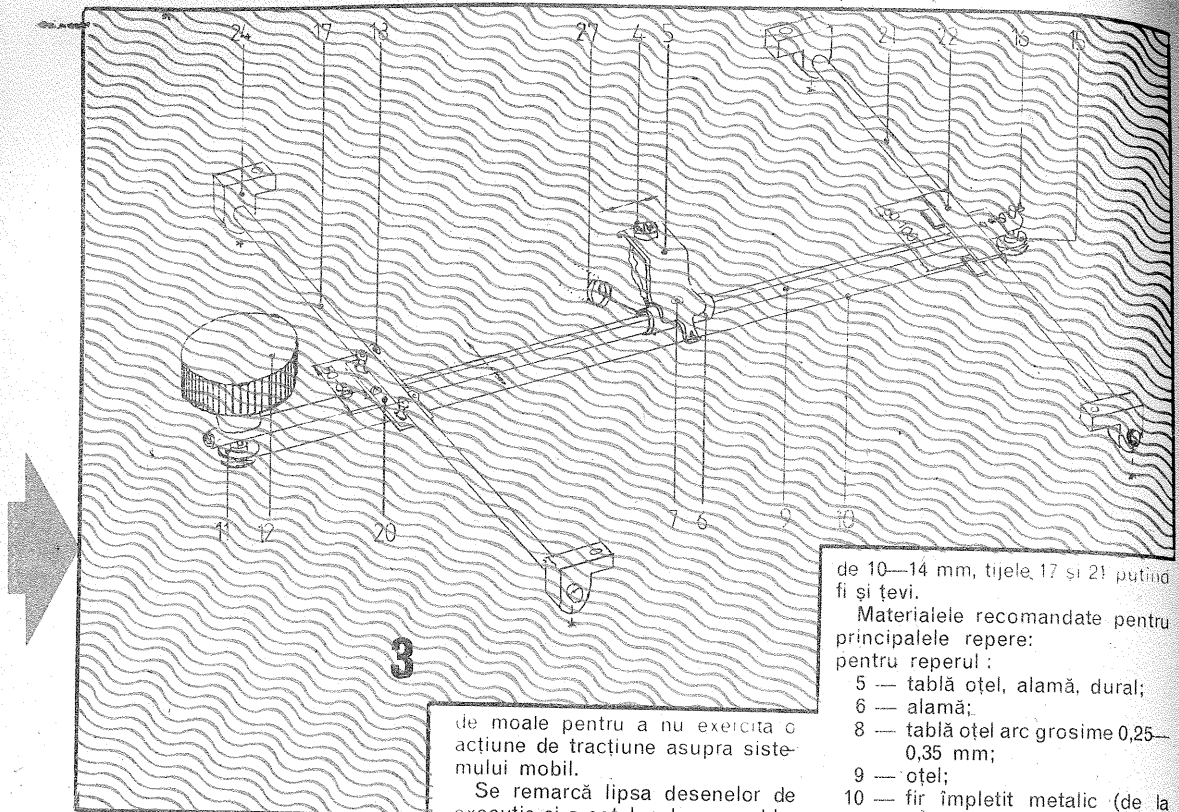 24 17 13 27 4 5 21 22 16 15
11 12 20 7 6 9 10
3
de moale pentru a nu exercita o
acțiune de tracțiune asupra siste-
mului mobil.
Se remarcă lipsa desenelor de
de 10—14 mm, tijele 17 și 21 putînd
fi și țevi.
Materialele recomandate pentru
principalele repere:
pentru reperul :
5 — tablă oțel, alamă, dural;
6 — alamă;
8 — tablă oțel arc grosime 0,25—
0,35 mm;
9 — oțel;
10 — fir împletit metalic (de la